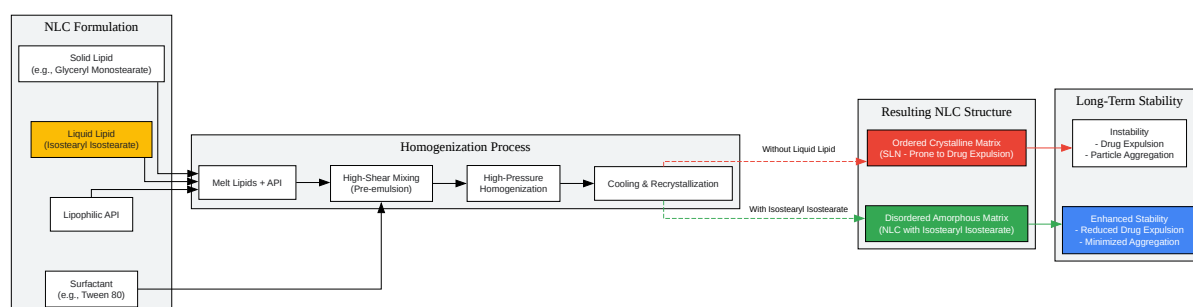 NLC Formulation
Solid Lipid
(e.g., Glyceryl Monostearate)
Liquid Lipid
(Isostearyl Isostearate)
Lipophilic API
Surfactant
(e.g., Tween 80)
Homogenization Process
Melt Lipids + API
High-Shear Mixing
(Pre-emulsion)
High-Pressure
Homogenization
Cooling & Recrystallization
Without Liquid Lipid
With Isostearyl Isostearate
Resulting NLC Structure
Ordered Crystalline Matrix
(SLN - Prone to Drug Expulsion)
Disordered Amorphous Matrix
(NLC with Isostearyl Isostearate)
Long-Term Stability
Instability
- Drug Expulsion
- Particle Aggregation
Enhanced Stability
- Reduced Drug Expulsion
- Minimized Aggregation